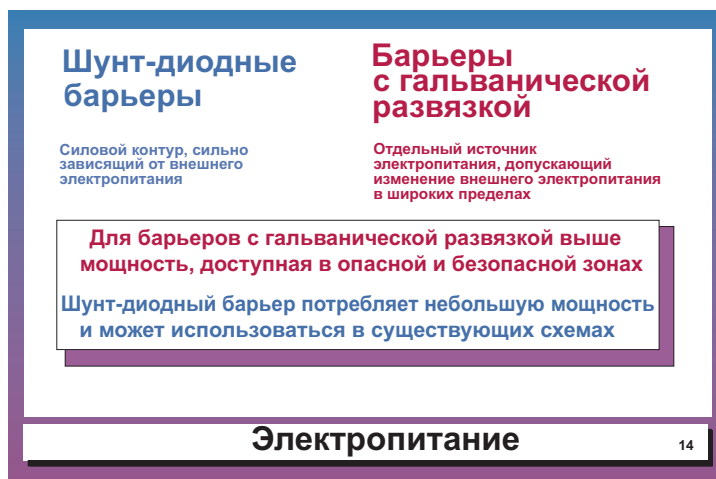 Шунт-диодные
барьеры
Барьеры
с гальванической
развязкой
Силовой контур, сильно
зависящий от внешнего
электропитания
Отдельный источник
электропитания, допускающий
изменение внешнего электропитания
в широких пределах
Для барьеров с гальванической развязкой выше
мощность, доступная в опасной и безопасной зонах
Шунт-диодный барьер потребляет небольшую мощность
и может использоваться в существующих схемах
Электропитание
14